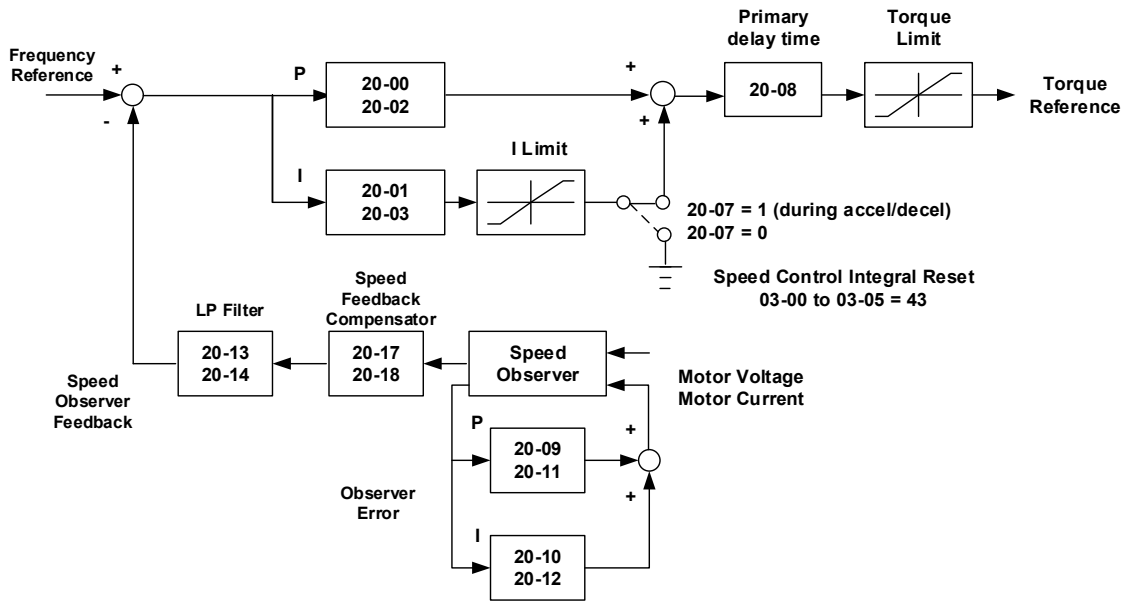 Primary
delay time
Torque
Limit
Frequency
Reference
+
-
P
20-00
20-02
+
+
20-08
Torque
Reference
I
20-01
20-03
I Limit
20-07 = 1 (during accel/decel)
20-07 = 0
Speed Control Integral Reset
03-00 to 03-05 = 43
LP Filter
20-13
20-14
Speed
Feedback
Compensator
20-17
20-18
Speed
Observer
Motor Voltage
Motor Current
Speed
Observer
Feedback
P
20-09
20-11
+
+
Observer
Error
I
20-10
20-12